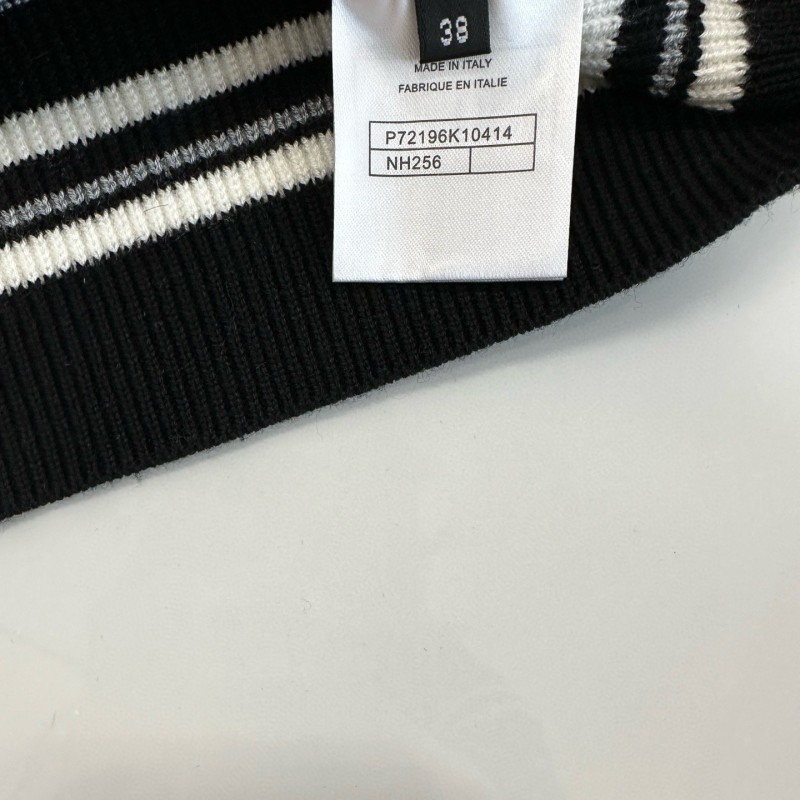 38
MADE IN ITALY
FABRIQUE EN ITALIE
P72196K10414
NH256